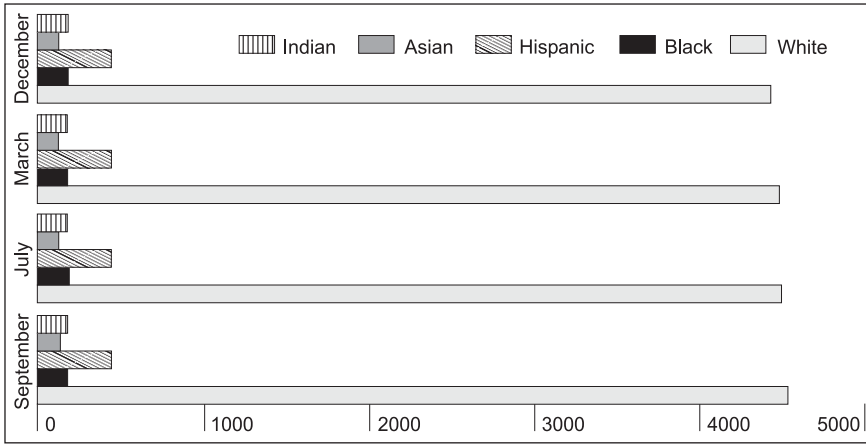 Indian Asian Hispanic Black White
December
March
July
September
0 1000 2000 3000 4000 5000